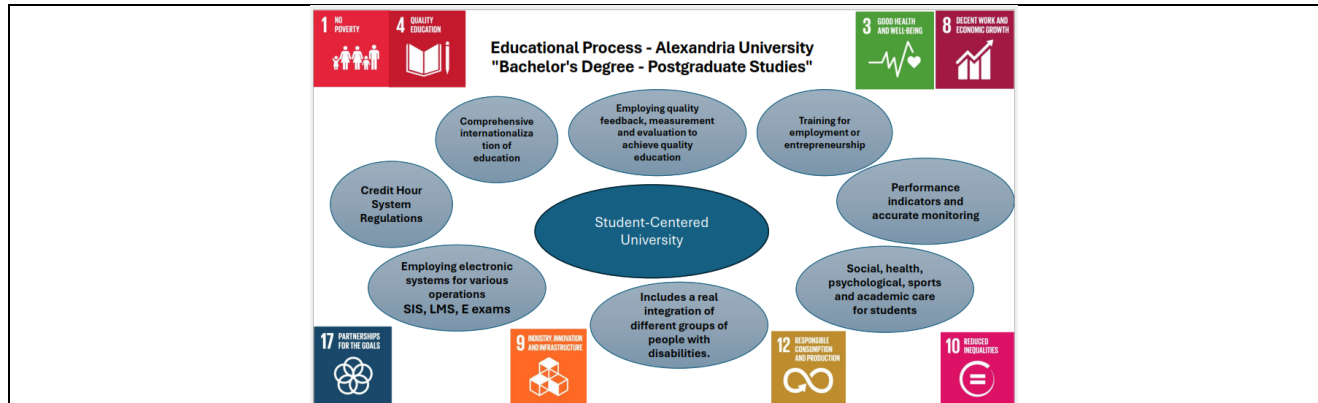 1 NO
POVERTY
4 QUALITY
EDUCATION
Educational Process - Alexandria University
"Bachelor's Degree - Postgraduate Studies"
3 GOOD HEALTH
AND WELL-BEING
8 DECENT WORK AND
ECONOMIC GROWTH
Comprehensive
internationaliza
tion of
education
Employing quality
feedback, measurement
and evaluation to
achieve quality
education
Training for
employment or
entrepreneurship
Credit Hour
System
Regulations
Student-Centered
University
Performance
indicators and
accurate monitoring
Employing electronic
systems for various
operations
SIS, LMS, E exams
Includes a real
integration of
different groups of
people with
disabilities.
Social, health,
psychological, sports
and academic care
for students
17 PARTNERSHIPS
FOR THE GOALS
9 INDUSTRY, INNOVATION
AND INFRASTRUCTURE
12 RESPONSIBLE
CONSUMPTION
AND PRODUCTION
10 REDUCED
INEQUALITIES